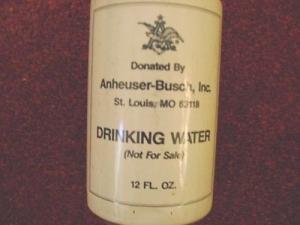 Donated By
Anheuser-Busch, Inc.
St. Louis, MO 63118
DRINKING WATER
(Not For Sale)
12 FL. OZ.